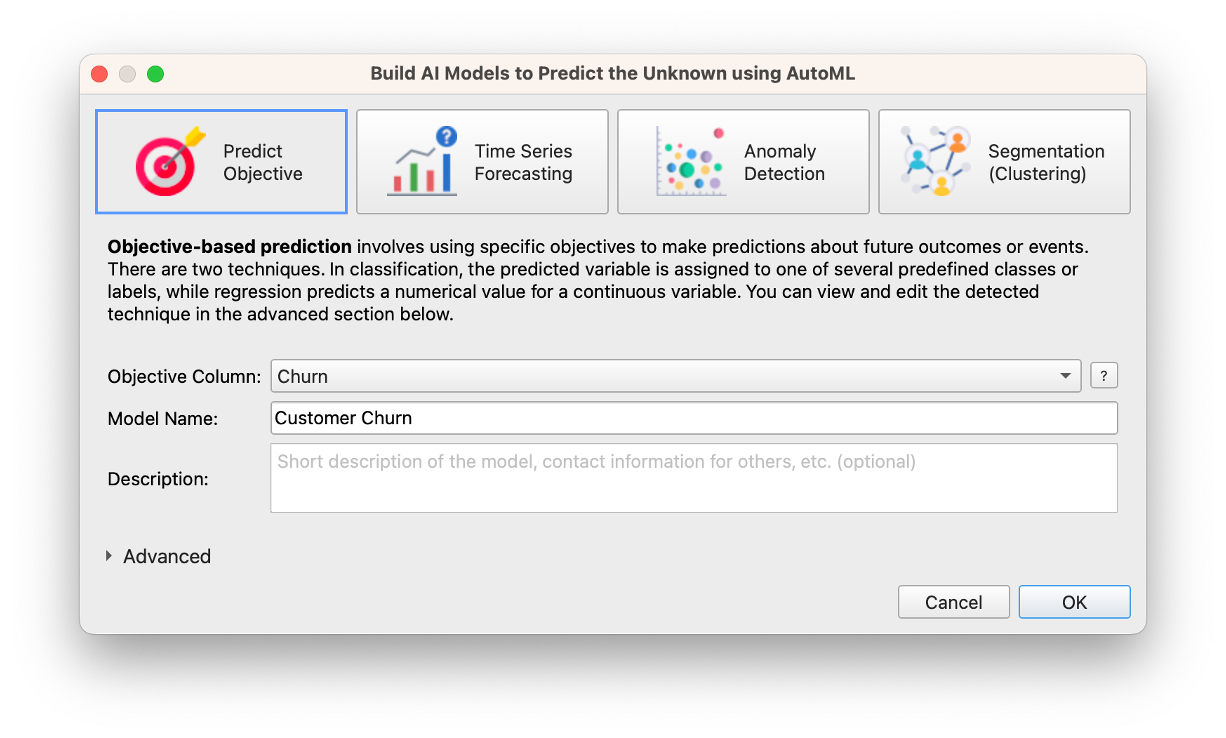 Build AI Models to Predict the Unknown using AutoML
Predict
Objective
?
Time Series
Forecasting
Anomaly
Detection
Segmentation
(Clustering)
Objective-based prediction involves using specific objectives to make predictions about future outcomes or events.
There are two techniques. In classification, the predicted variable is assigned to one of several predefined classes or
labels, while regression predicts a numerical value for a continuous variable. You can view and edit the detected
technique in the advanced section below.
Objective Column: Churn ?
Model Name: Customer Churn
Description: Short description of the model, contact information for others, etc. (optional)
Advanced
Cancel OK